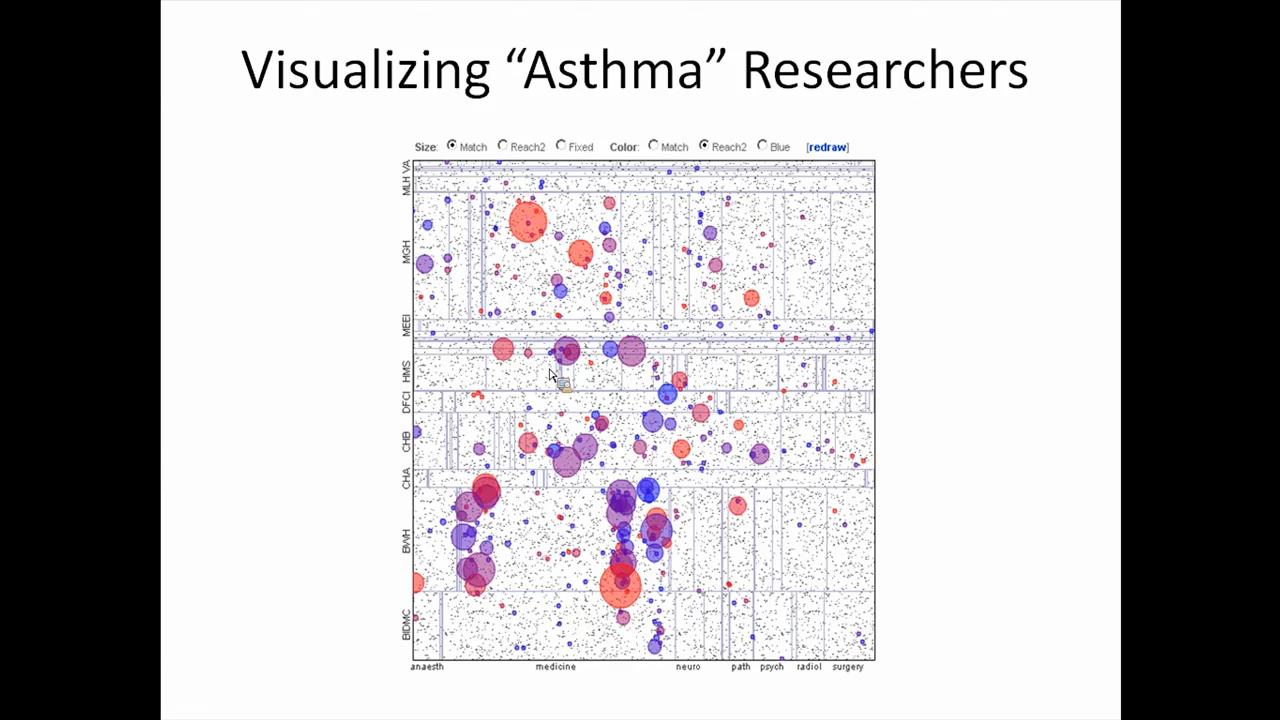 Visualizing “Asthma” Researchers
Size: Match Reach2 Fixed Color: Match Reach2 Blue [redraw]
VA
MLH
MGH
MEEI
HMS
DFCI
CHB
CHA
BWH
BIDMC
anaesth medicine neuro path psych radiol surgery